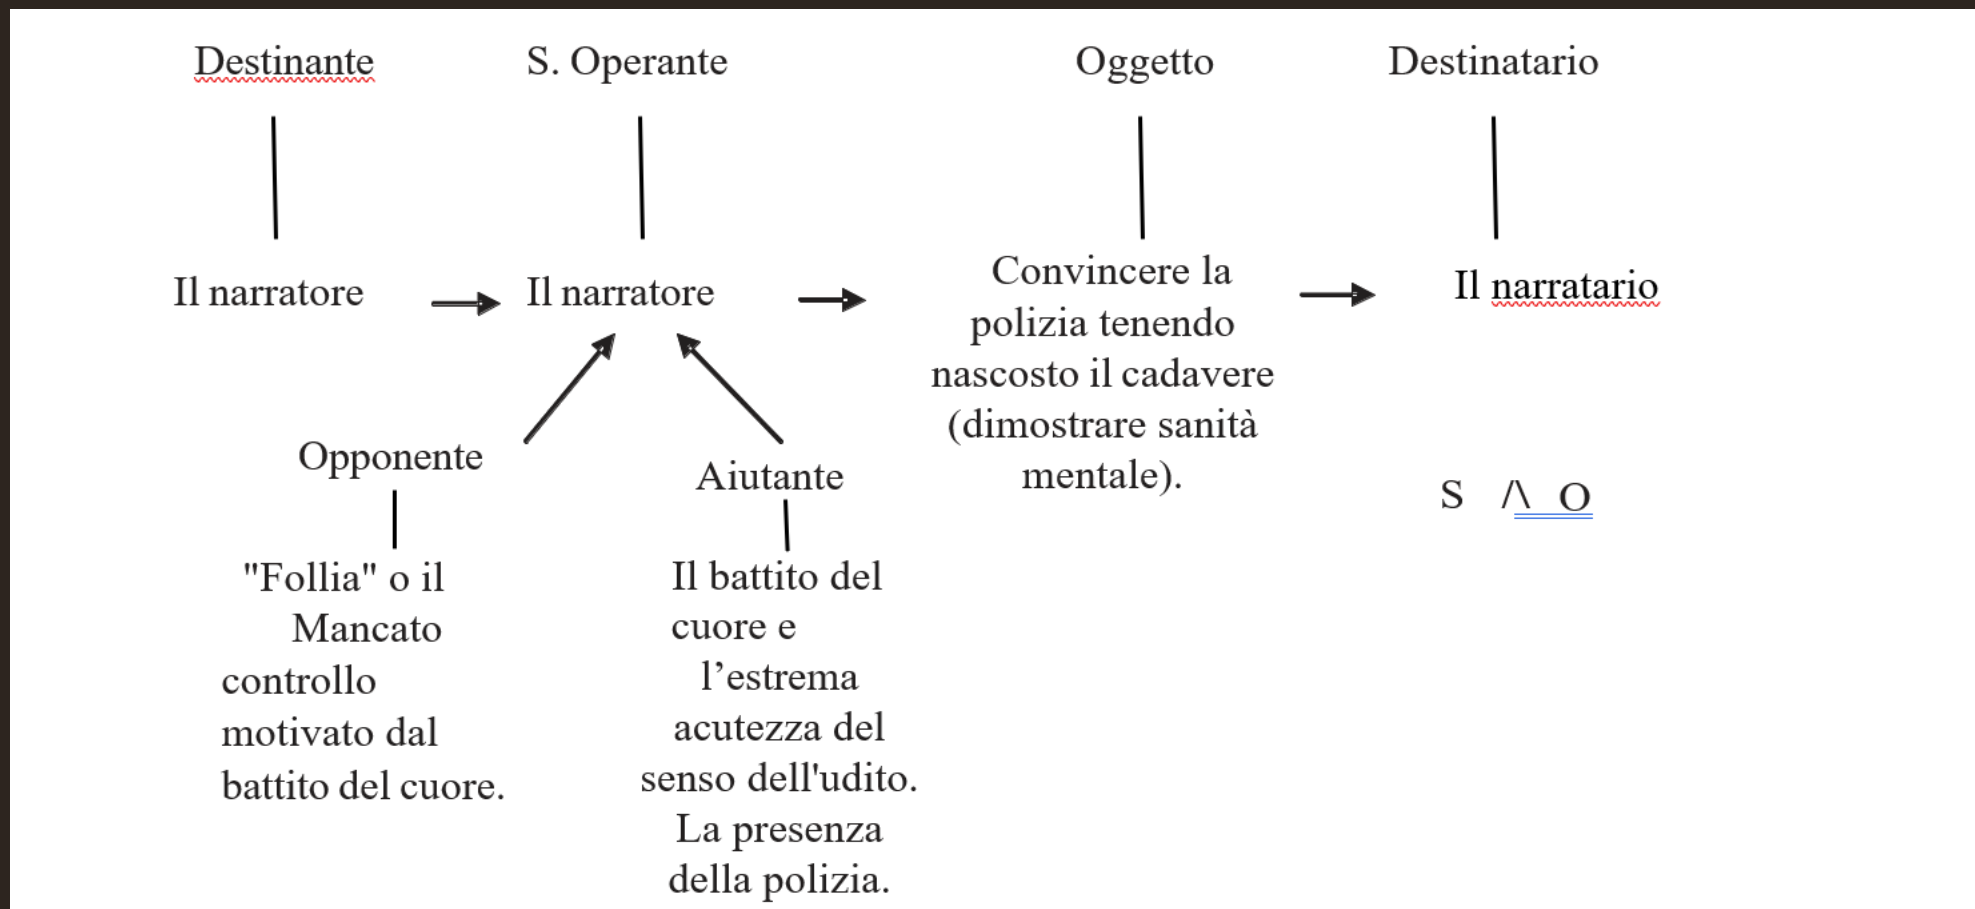 Destinante
S. Operante
Oggetto
Destinatario
Il narratore
Il narratore
Convincere la
polizia tenendo
nascosto il cadavere
(dimostrare sanità
mentale).
Il narratario
Opponente
"Follia" o il
Mancato
controllo
motivato dal
battito del cuore.
Aiutante
Il battito del
cuore e
l’estrema
acutezza del
senso dell'udito.
La presenza
della polizia.
S /\ O